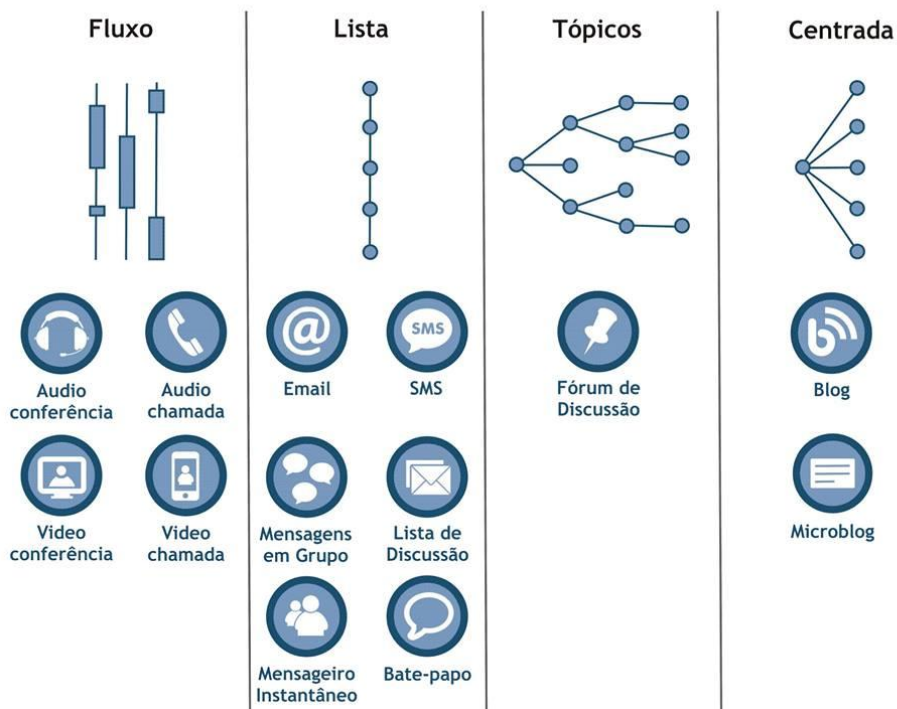 Fluxo
Audio
conferência
Audio
chamada
Video
conferência
Video
chamada
Lista
@
Email
SMS
SMS
Mensagens
em Grupo
Lista de
Discussão
Mensageiro
Instantâneo
Bate-papo
Tópicos
Fórum de
Discussão
Centrada
b
Blog
Microblog